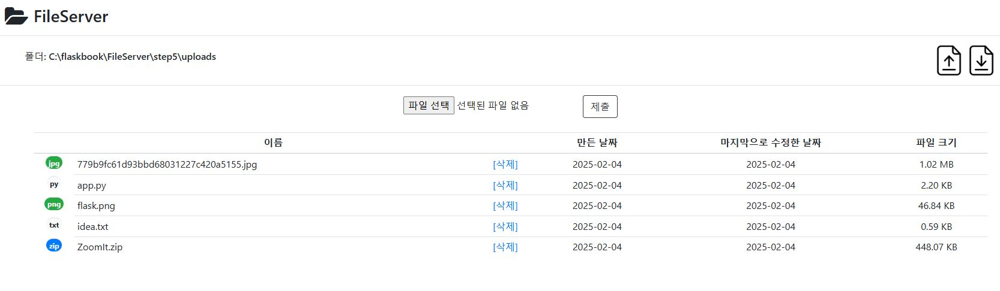 FileServer
폴더: C:\flaskbook\FileServer\step5\uploads
파일 선택 선택된 파일 없음 제출
이름 만든 날짜 마지막으로 수정한 날짜 파일 크기
jpg 779b9fc61d93bbd68031227c420a5155.jpg [삭제] 2025-02-04 2025-02-04 1.02 MB
py app.py [삭제] 2025-02-04 2025-02-04 2.20 KB
png flask.png [삭제] 2025-02-04 2025-02-04 46.84 KB
txt idea.txt [삭제] 2025-02-04 2025-02-04 0.59 KB
zip ZoomIt.zip [삭제] 2025-02-04 2025-02-04 448.07 KB